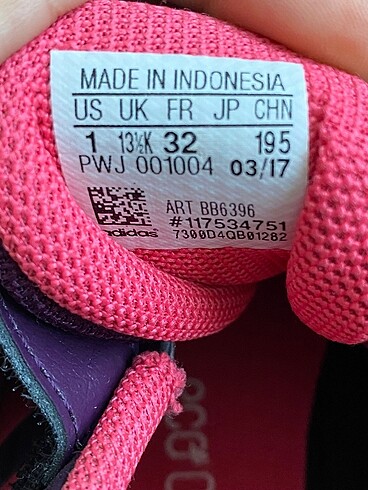 MADE IN INDONESIA
US UK FR JP CHN
1 13½K 32 195
PWJ 001004 03/17
ART BB6396
#117534751
adidas 7300D4QB01282